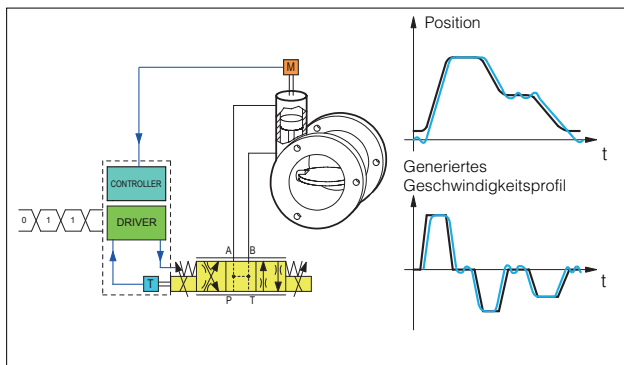 Position
M
CONTROLLER
t
Generiertes
Geschwindigkeitsprofil
0 1 1
DRIVER
A B
T
P T
t